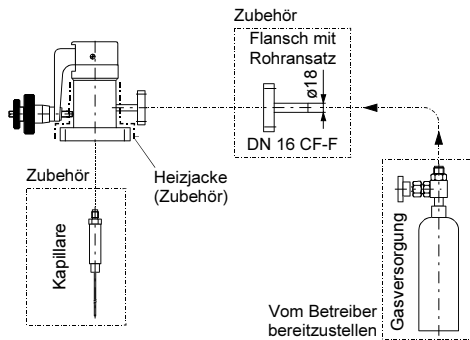 Zubehör
Flansch mit
Rohransatz
ø18
DN 16 CF-F
Heizjacke
(Zubehör)
Zubehör
Kapillare
Gasversorgung
Vom Betreiber
bereitzustellen